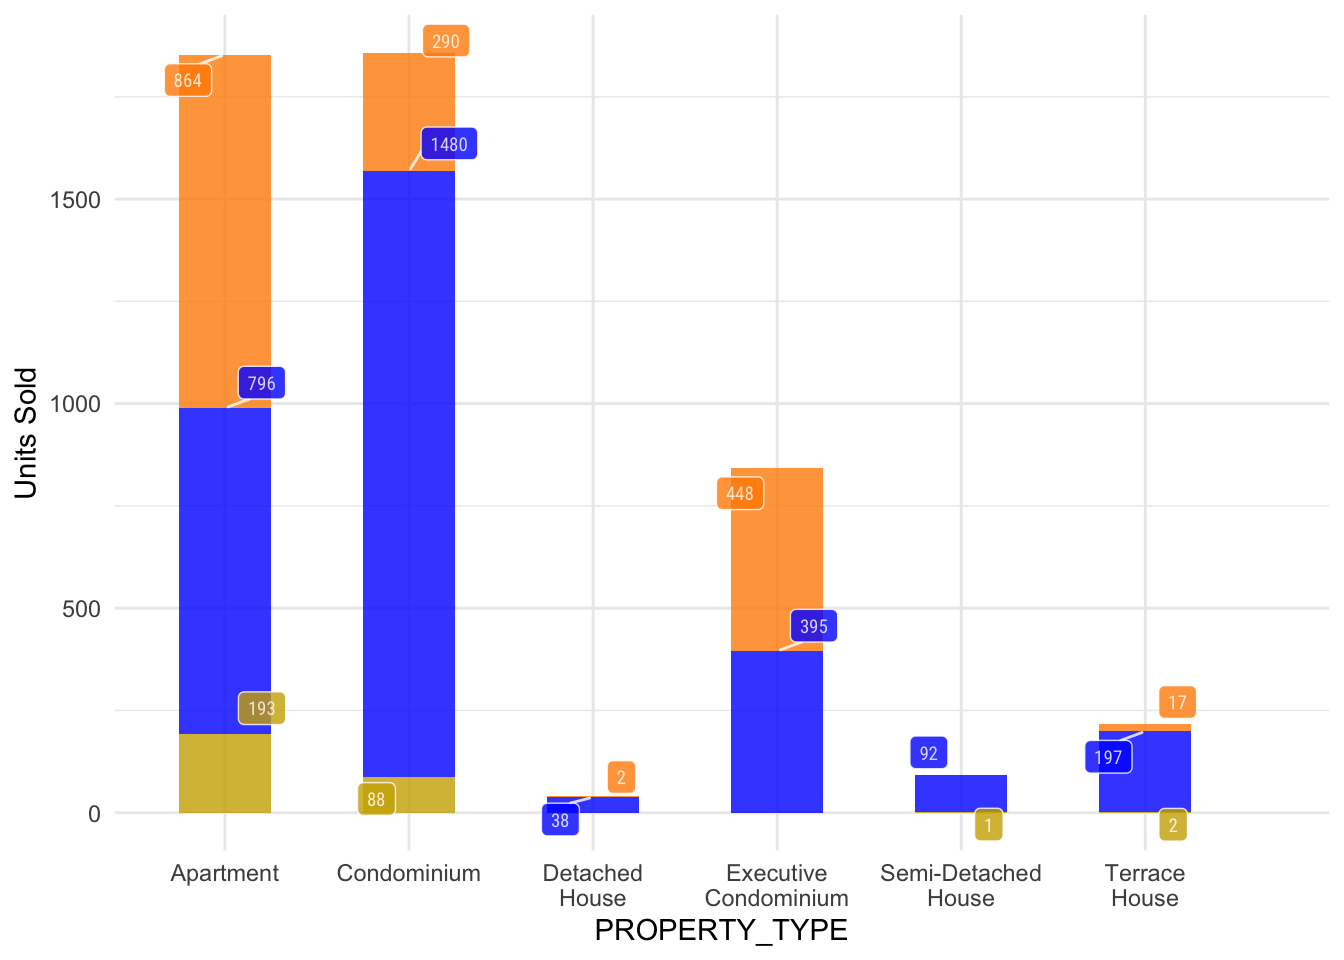 290
864
1480
1500
796
1000
Units Sold
448
395
500
193
17
92
197
2
88
38
1
2
0
Apartment
Condominium
Detached
House
Executive
Condominium
Semi-Detached
House
Terrace
House
PROPERTY_TYPE